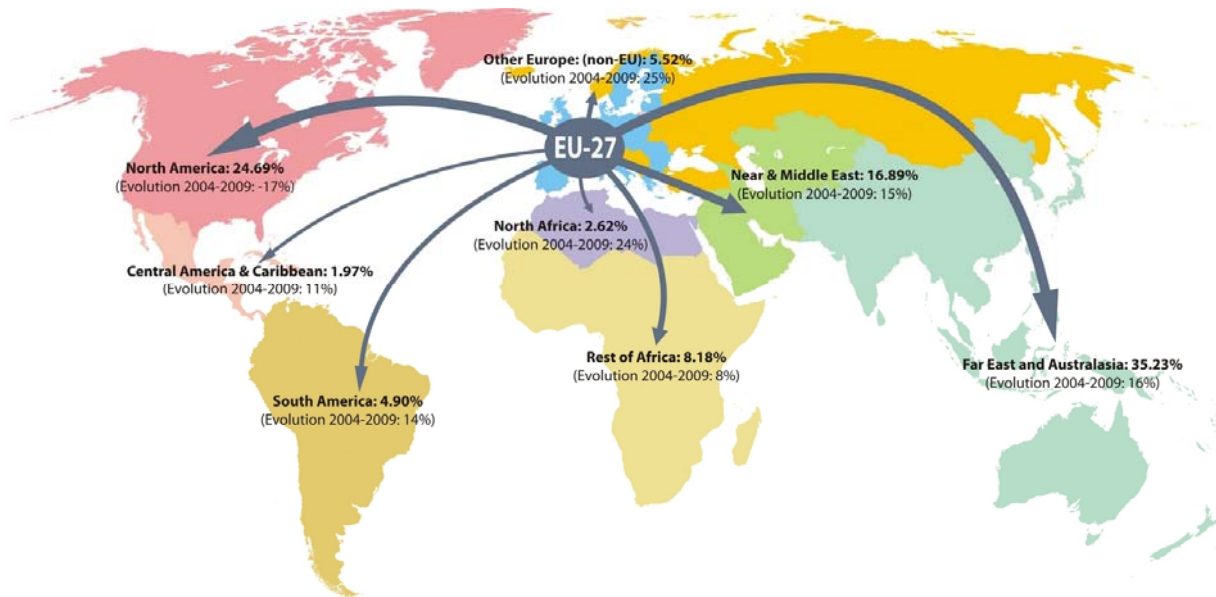 Other Europe: (non-EU): 5.52%
(Evolution 2004-2009: 25%)
EU-27
North America: 24.69%
(Evolution 2004-2009: -17%)
Near & Middle East: 16.89%
(Evolution 2004-2009: 15%)
North Africa: 2.62%
(Evolution 2004-2009: 24%)
Central America & Caribbean: 1.97%
(Evolution 2004-2009: 11%)
Rest of Africa: 8.18%
(Evolution 2004-2009: 8%)
Far East and Australasia: 35.23%
(Evolution 2004-2009: 16%)
South America: 4.90%
(Evolution 2004-2009: 14%)